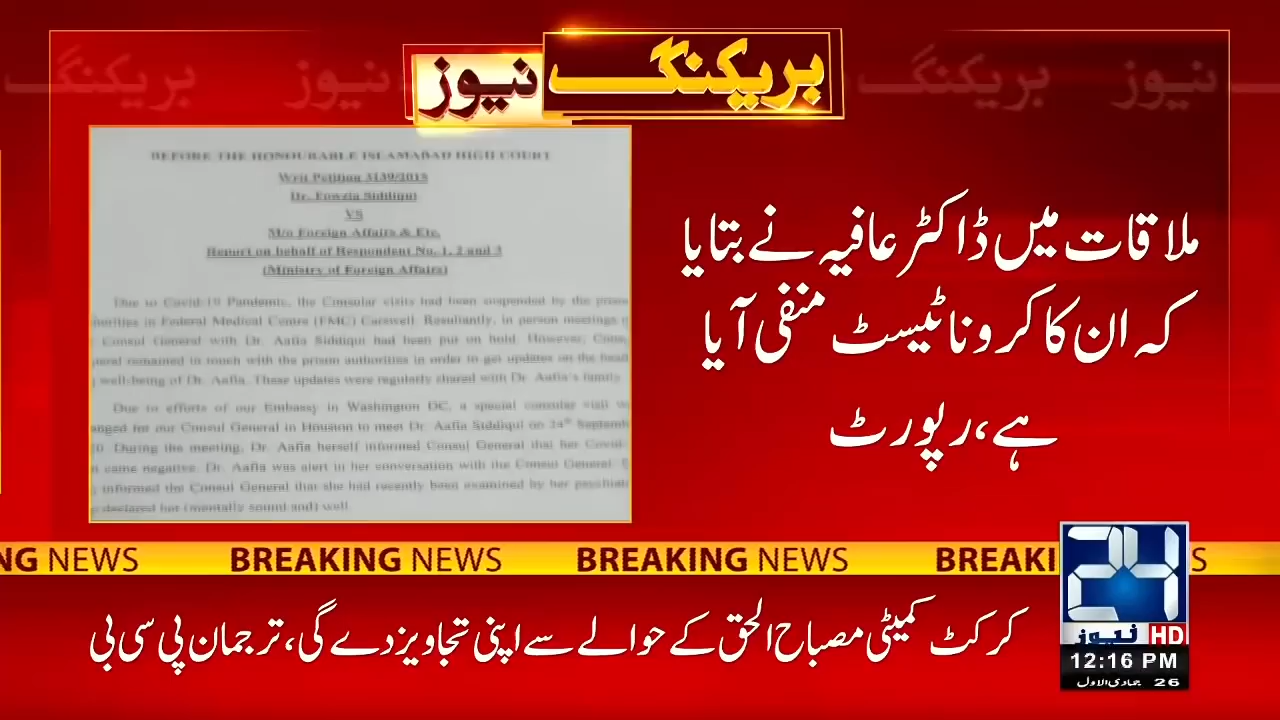 بریکنگ نیوز
BEFORE THE HONOURABLE ISLAMABAD HIGH COURT
Writ Petition 3139/2015
Dr. Fowzia Siddiqui
VS
M/o Foreign Affairs & Etc.
Report on behalf of Respondent No. 1, 2 and 3
(Ministry of Foreign Affairs)
Due to Covid-19 Pandemic, the Consular visits had been suspended by the
in Federal Medical Centre (FMC) Carswell. Resultantly, in person meetings
Consul General with Dr. Aafia Siddiqui had been put on hold. However,
remained in touch with the prison authorities in order to get updates on the
well-being of Dr. Aafia. These updates were regularly shared with Dr. Aafia's family
Due to efforts of our Embassy in Washington DC, a special consular visit
for our Consul General in Houston to meet Dr. Aafia Siddiqui on 24th
During the meeting, Dr. Aafia herself informed Consul General that her
came negative. Dr. Aafia was alert in her conversation with the Consul General.
informed the Consul General that she had recently been examined by her
declared her (mentally sound and) well
ملاقات میں ڈاکٹر عافیہ نے بتایا
کہ ان کا کرونا ٹیسٹ منفی آیا
ہے، رپورٹ
NG NEWS BREAKING NEWS BREAKING NEWS BREAKI S
کرکٹ کمیٹی مصباح الحق کے حوالے سے اپنی تجاویز دے گی، ترجمان پی سی بی
24
نیوز HD
12:16 PM
26 جمادی الاول